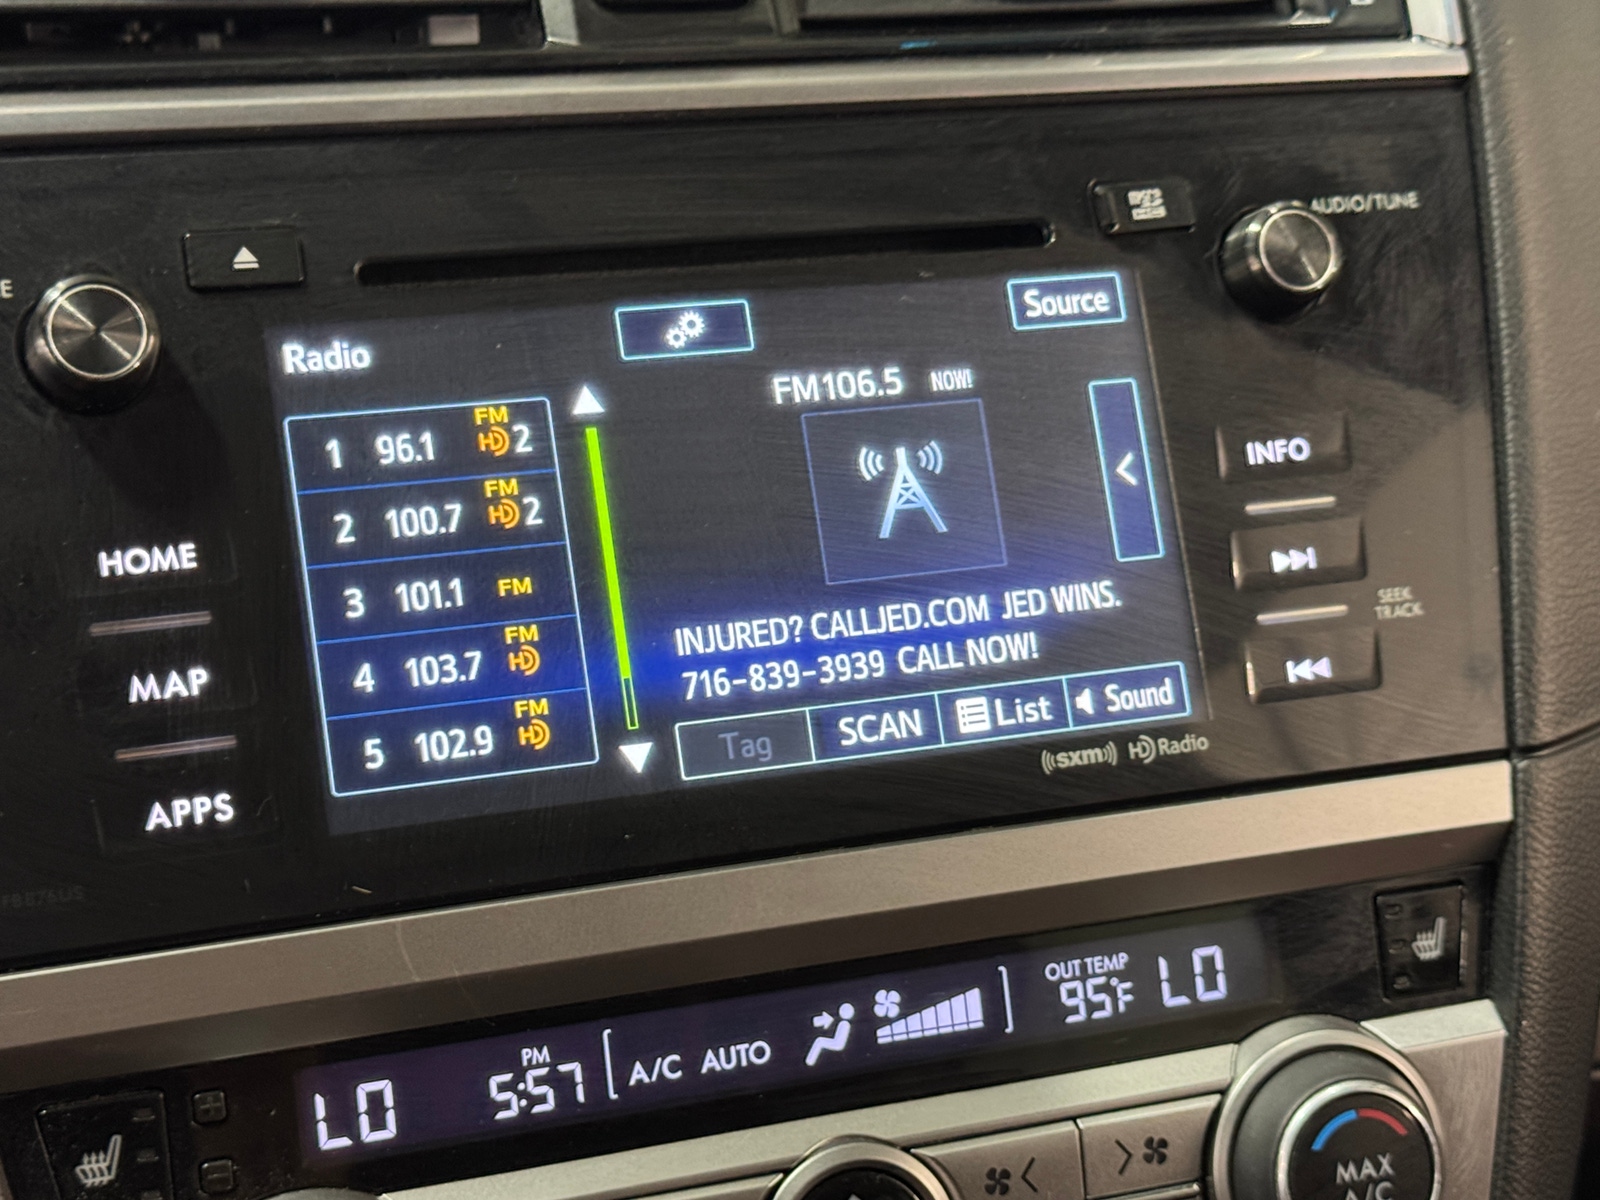 AUDIO/TUNE
E
Source
Radio
FM106.5 NOW!
1 96.1 FM HD 2
2 100.7 FM HD 2
3 101.1 FM
4 103.7 FM HD
5 102.9 FM HD
INJURED? CALLJED.COM JED WINS.
716-839-3939 CALL NOW!
Tag SCAN List Sound
((sxm)) HD Radio
HOME
MAP
APPS
INFO
SEEK
TRACK
OUT TEMP
95°F LO
LO PM 5:57 A/C AUTO
MAX
A/C